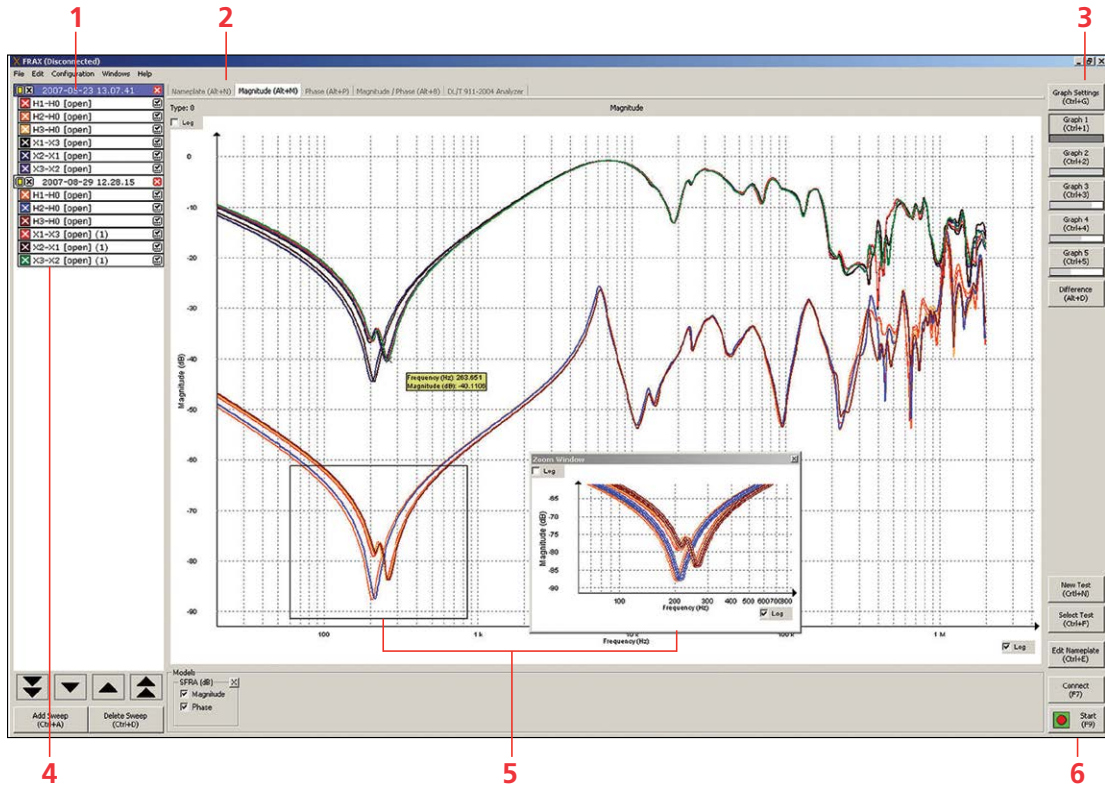 1 2 3
FRAX (Disconnected)
File Edit Configuration Windows Help
2007-08-23 13.07.41
H1-H0 [open]
H2-H0 [open]
H3-H0 [open]
X1-X3 [open]
X2-X1 [open]
X3-X2 [open]
2007-08-29 12.28.15
H1-H0 [open]
H2-H0 [open]
H3-H0 [open]
X1-X3 [open] (1)
X2-X1 [open] (1)
X3-X2 [open] (1)
Add Sweep
(Ctrl+A)
Delete Sweep
(Ctrl+D)
Nameplate (Alt+N) Magnitude (Alt+M) Phase (Alt+P) Magnitude / Phase (Alt+8) DL/T 911-2004 Analyzer
Type: 8
Magnitude
Log
0
-10
-20
-30
-40
-50
-60
-70
-80
-90
Magnitude (dB)
Frequency (Hz) 263.651
Magnitude (dB): -40.1106
Zoom Window
Log
-65
-70
-75
-80
-85
-90
Magnitude (dB)
100 200 300 400 500 600 700 800
Frequency (Hz)
Log
100 1 k 1 M
Frequency (Hz)
Log
Models
SFRA (dB)
Magnitude
Phase
Graph Settings
(Ctrl+G)
Graph 1
(Ctrl+1)
Graph 2
(Ctrl+2)
Graph 3
(Ctrl+3)
Graph 4
(Ctrl+4)
Graph 5
(Ctrl+5)
Difference
(Alt+D)
New Test
(Crtl+N)
Select Test
(Ctrl+F)
Edit Nameplate
(Ctrl+E)
Connect
(F7)
Start
(F9)
4 5 6